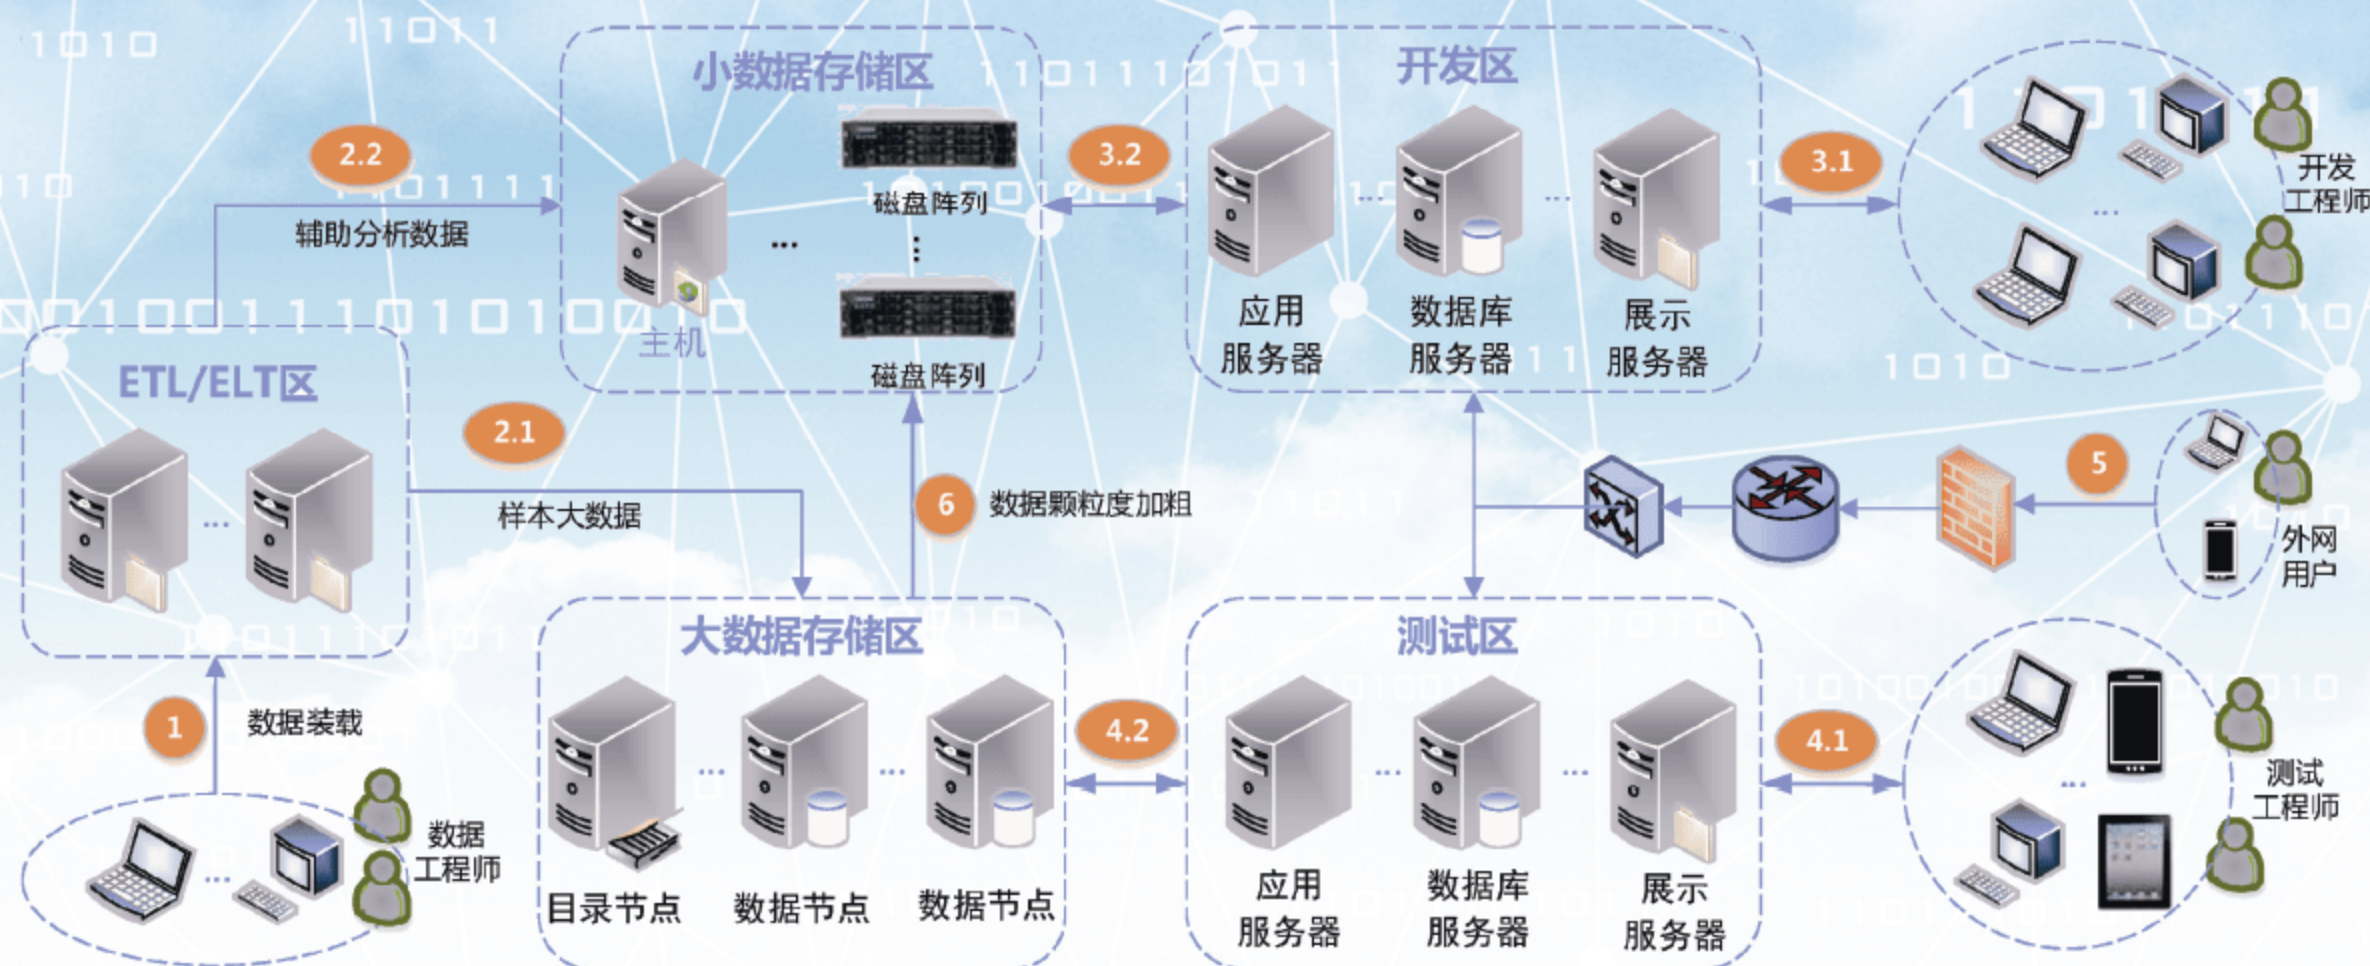 小数据存储区
开发区
2.2
辅助分析数据
磁盘阵列
...
...
磁盘阵列
主机
3.2
...
...
应用
服务器
数据库
服务器
展示
服务器
3.1
...
开发
工程师
ETL/ELT区
...
2.1
样本大数据
6
数据颗粒度加粗
5
外网
用户
1
数据装载
...
数据
工程师
大数据存储区
...
...
目录节点
数据节点
数据节点
4.2
测试区
...
...
应用
服务器
数据库
服务器
展示
服务器
4.1
...
测试
工程师